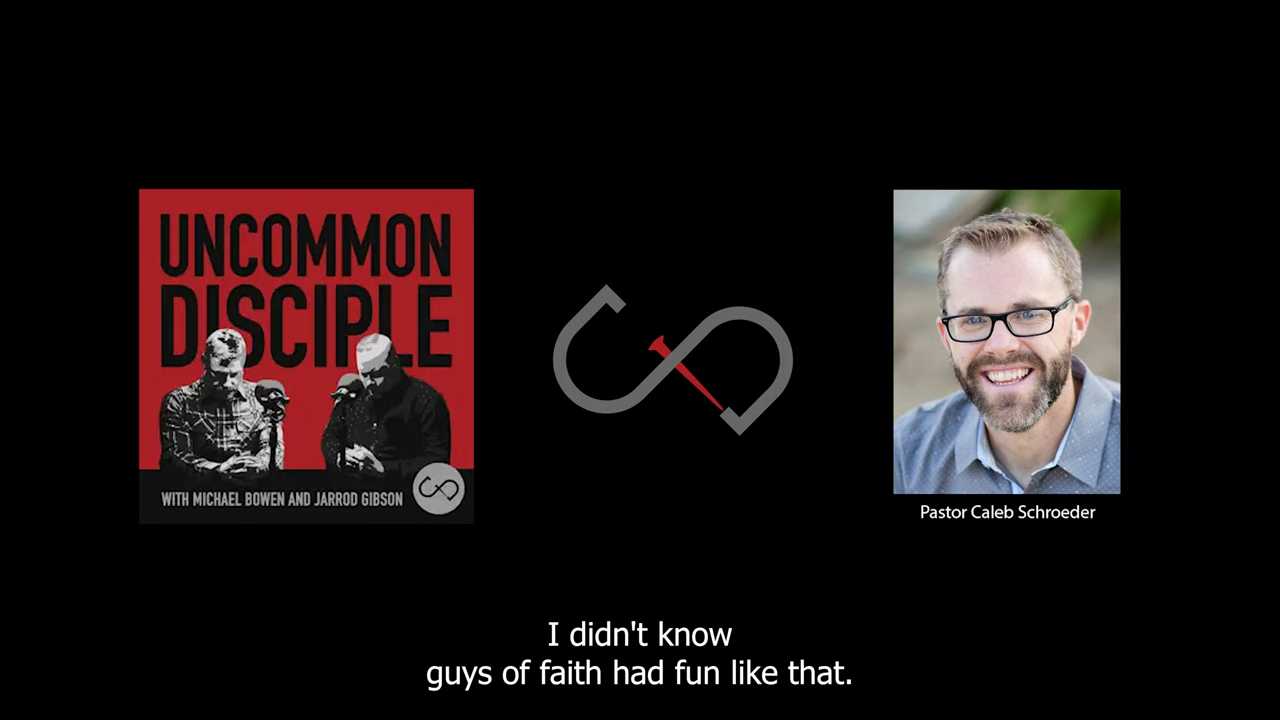 UNCOMMON
DISCIPLE
WITH MICHAEL BOWEN AND JARROD GIBSON
Pastor Caleb Schroeder
I didn't know
guys of faith had fun like that.